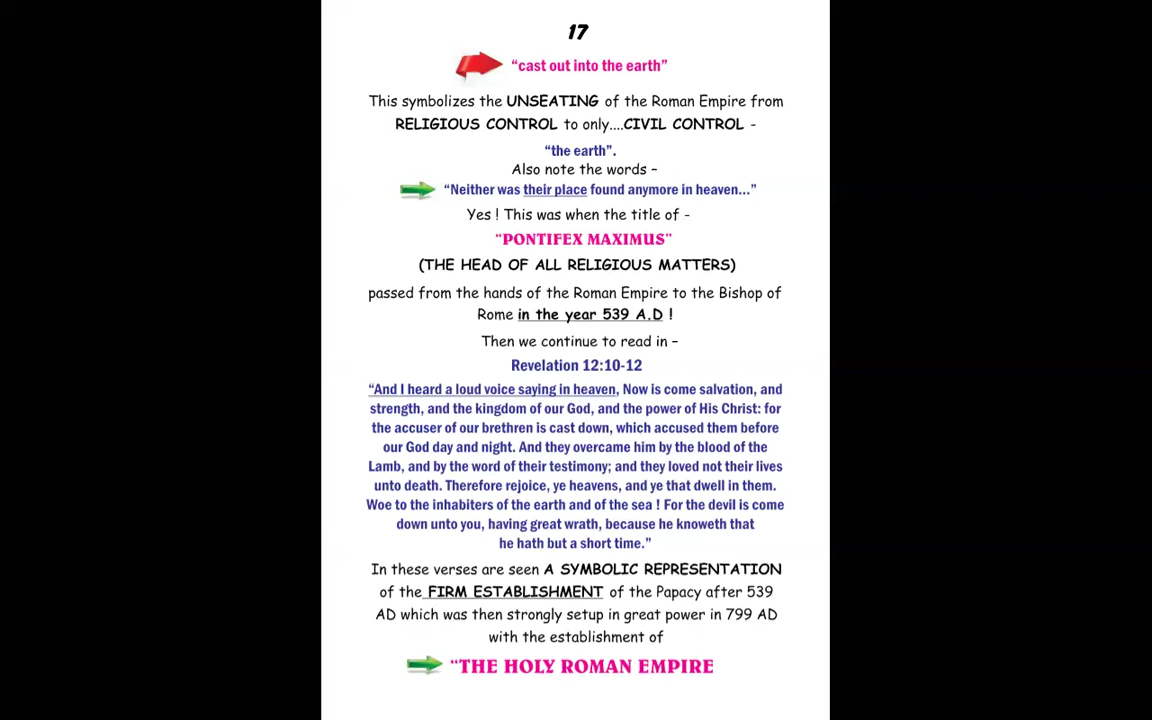 17
“cast out into the earth”
This symbolizes the UNSEATING of the Roman Empire from
RELIGIOUS CONTROL to only....CIVIL CONTROL -
“the earth”.
Also note the words –
“Neither was their place found anymore in heaven...”
Yes ! This was when the title of -
“PONTIFEX MAXIMUS”
(THE HEAD OF ALL RELIGIOUS MATTERS)
passed from the hands of the Roman Empire to the Bishop of
Rome in the year 539 A.D !
Then we continue to read in –
Revelation 12:10-12
“And I heard a loud voice saying in heaven, Now is come salvation, and
strength, and the kingdom of our God, and the power of His Christ: for
the accuser of our brethren is cast down, which accused them before
our God day and night. And they overcame him by the blood of the
Lamb, and by the word of their testimony; and they loved not their lives
unto death. Therefore rejoice, ye heavens, and ye that dwell in them.
Woe to the inhabiters of the earth and of the sea ! For the devil is come
down unto you, having great wrath, because he knoweth that
he hath but a short time.”
In these verses are seen A SYMBOLIC REPRESENTATION
of the FIRM ESTABLISHMENT of the Papacy after 539
AD which was then strongly setup in great power in 799 AD
with the establishment of
“THE HOLY ROMAN EMPIRE